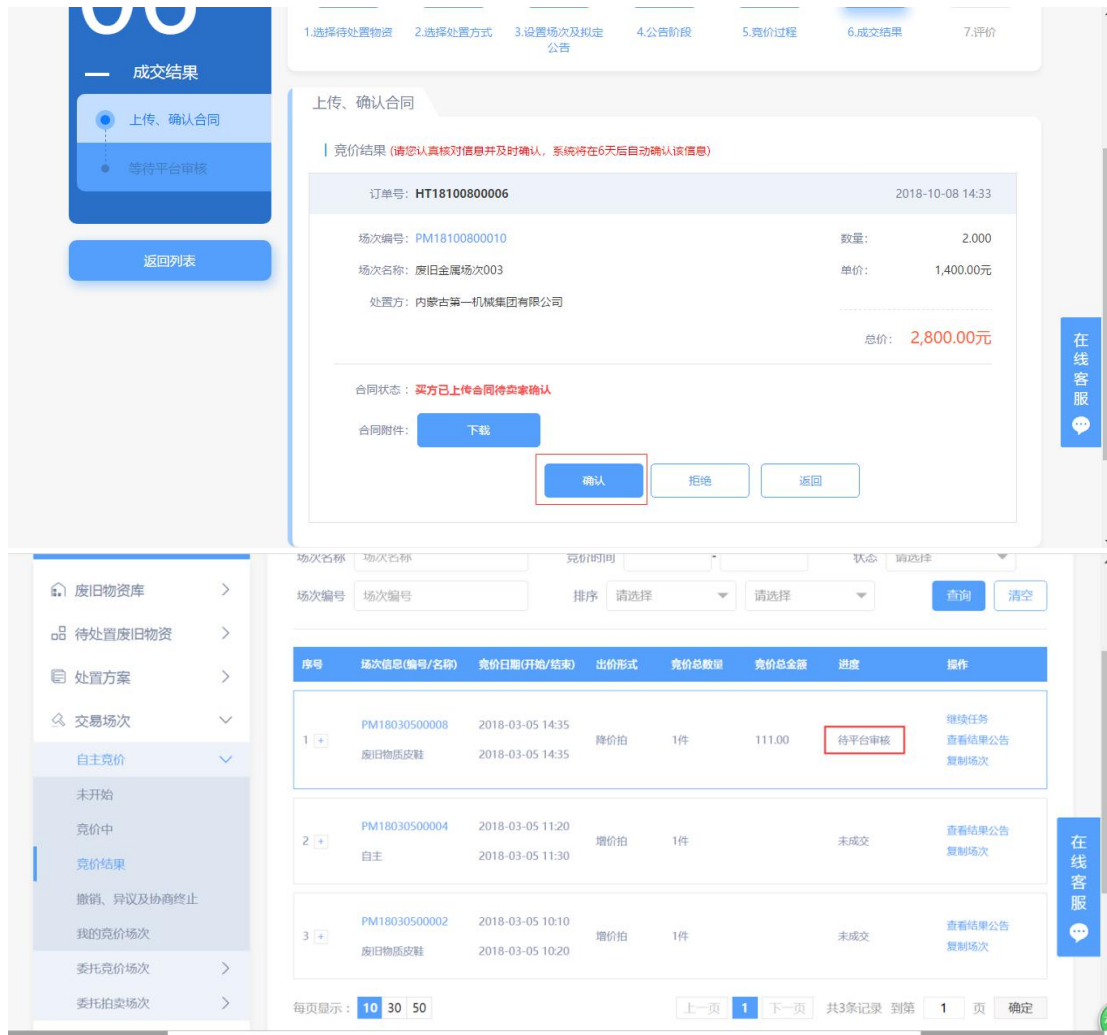 1.选择待处置物资 2.选择处置方式 3.设置场次及拟定公告 4.公告阶段 5.竞价过程 6.成交结果 7.评价
成交结果
上传、确认合同
等待平台审核
返回列表
上传、确认合同
竞价结果 (请您认真核对信息并及时确认，系统将在6天后自动确认该信息)
订单号： HT18100800006 2018-10-08 14:33
场次编号： PM18100800010 数量： 2.000
场次名称： 废旧金属场次003 单价： 1,400.00元
处置方： 内蒙古第一机械集团有限公司
总价： 2,800.00元
合同状态： 买方已上传合同待卖家确认
合同附件： 下载
确认 拒绝 返回
在线客服
场次名称 场次名称 竞价时间 - 状态 请选择
场次编号 场次编号 排序 请选择 请选择 查询 清空
废旧物资库
待处置废旧物资
处置方案
交易场次
自主竞价
未开始
竞价中
竞价结果
撤销、异议及协商终止
我的竞价场次
委托竞价场次
委托拍卖场次
序号 场次信息(编号/名称) 竞价日期(开始/结束) 出价形式 竞价总数量 竞价总金额 进度 操作
1 + PM18030500008 2018-03-05 14:35 降价拍 1件 111.00 待平台审核 继续任务
查看结果公告
废旧物质皮鞋 2018-03-05 14:35 复制场次
2 + PM18030500004 2018-03-05 11:20 增价拍 1件 未成交 查看结果公告
自主 2018-03-05 11:30 复制场次
3 + PM18030500002 2018-03-05 10:10 增价拍 1件 未成交 查看结果公告
废旧物质皮鞋 2018-03-05 10:20 复制场次
每页显示： 10 30 50 上一页 1 下一页 共3条记录 到第 1 页 确定
在线客服